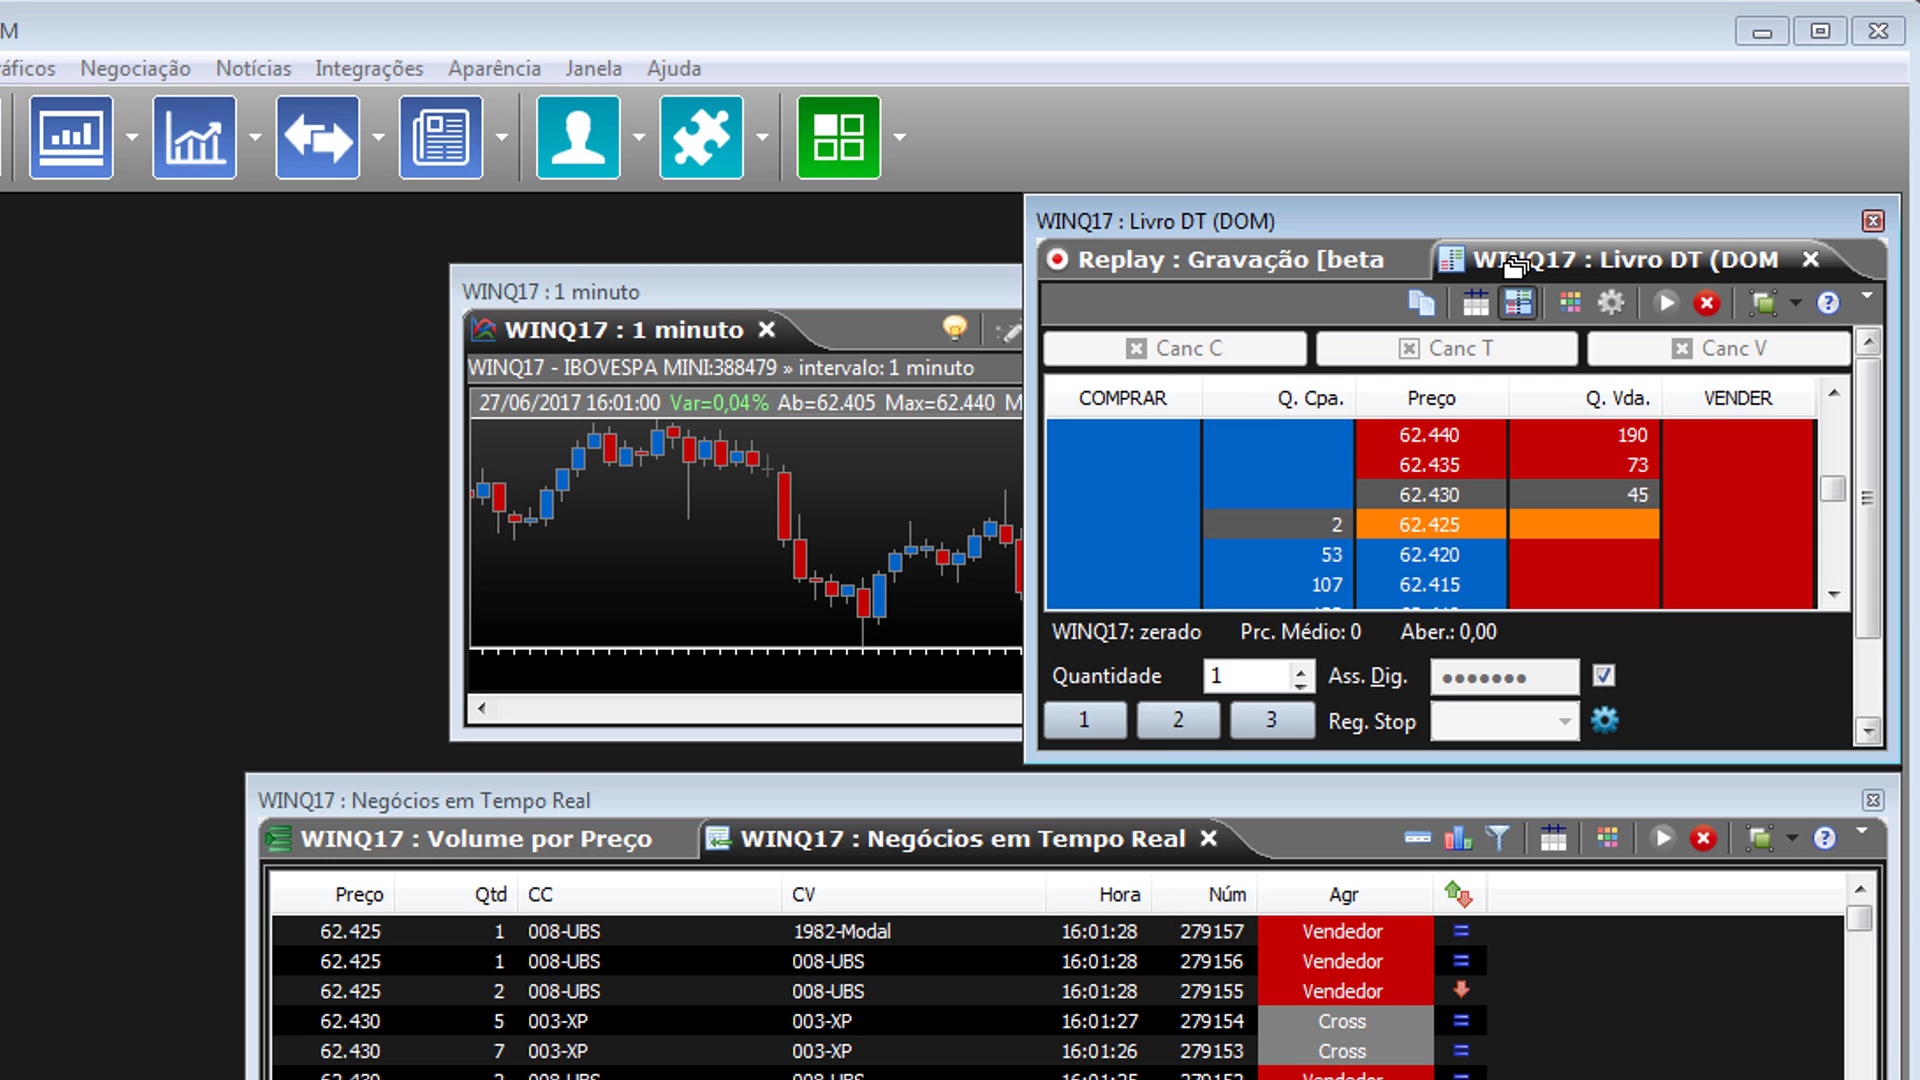 M
áficos Negociação Notícias Integrações Aparência Janela Ajuda
WINQ17 : Livro DT (DOM)
Replay : Gravação [beta
WINQ17 : Livro DT (DOM
Canc C Canc T Canc V
COMPRAR Q. Cpa. Preço Q. Vda. VENDER
62.440 190
62.435 73
62.430 45
2 62.425
53 62.420
107 62.415
WINQ17: zerado Prc. Médio: 0 Aber.: 0,00
Quantidade 1 Ass. Dig. ●●●●●●●
1 2 3 Reg. Stop
WINQ17 : 1 minuto
WINQ17 : 1 minuto
WINQ17 - IBOVESPA MINI:388479 » intervalo: 1 minuto
27/06/2017 16:01:00 Var=0,04% Ab=62.405 Max=62.440 M
WINQ17 : Negócios em Tempo Real
WINQ17 : Volume por Preço
WINQ17 : Negócios em Tempo Real
Preço Qtd CC CV Hora Núm Agr
62.425 1 008-UBS 1982-Modal 16:01:28 279157 Vendedor =
62.425 1 008-UBS 008-UBS 16:01:28 279156 Vendedor =
62.425 2 008-UBS 008-UBS 16:01:28 279155 Vendedor
62.430 5 003-XP 003-XP 16:01:27 279154 Cross =
62.430 7 003-XP 003-XP 16:01:26 279153 Cross =